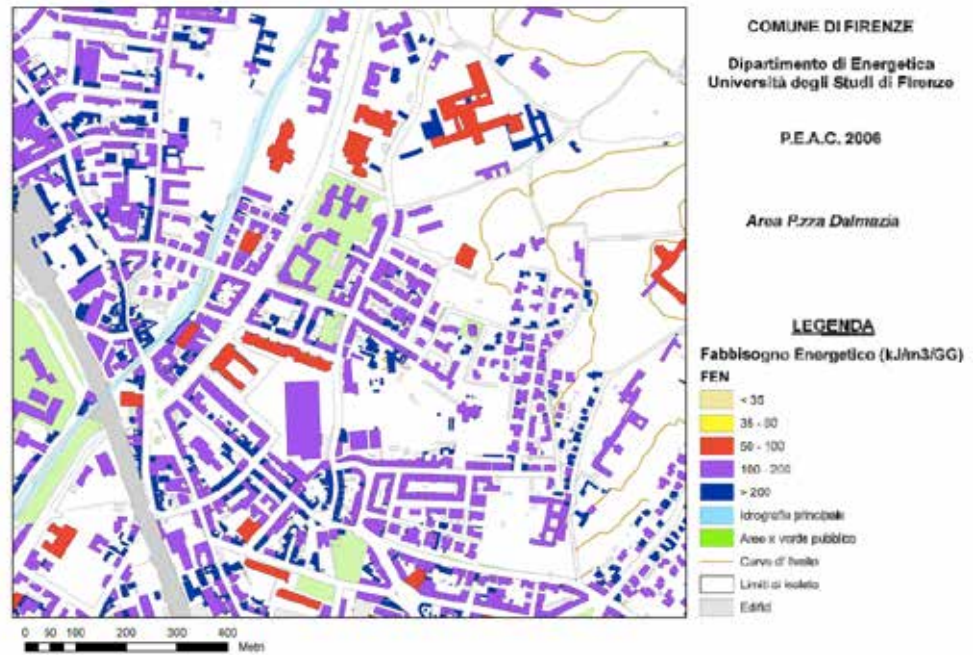 COMUNE DI FIRENZE
Dipartimento di Energetica
Università degli Studi di Firenze
P.E.A.C. 2006
Area P.zza Dalmazia
LEGENDA
Fabbisogno Energetico (kJ/m3/GG)
FEN
< 35
35 -
50 - 100
100 - 200
> 200
Idrografia principale
Aree a verde pubblico
Curve di livello
Limiti di isolato
Edifici
0 50 100 200 300 400
Metri